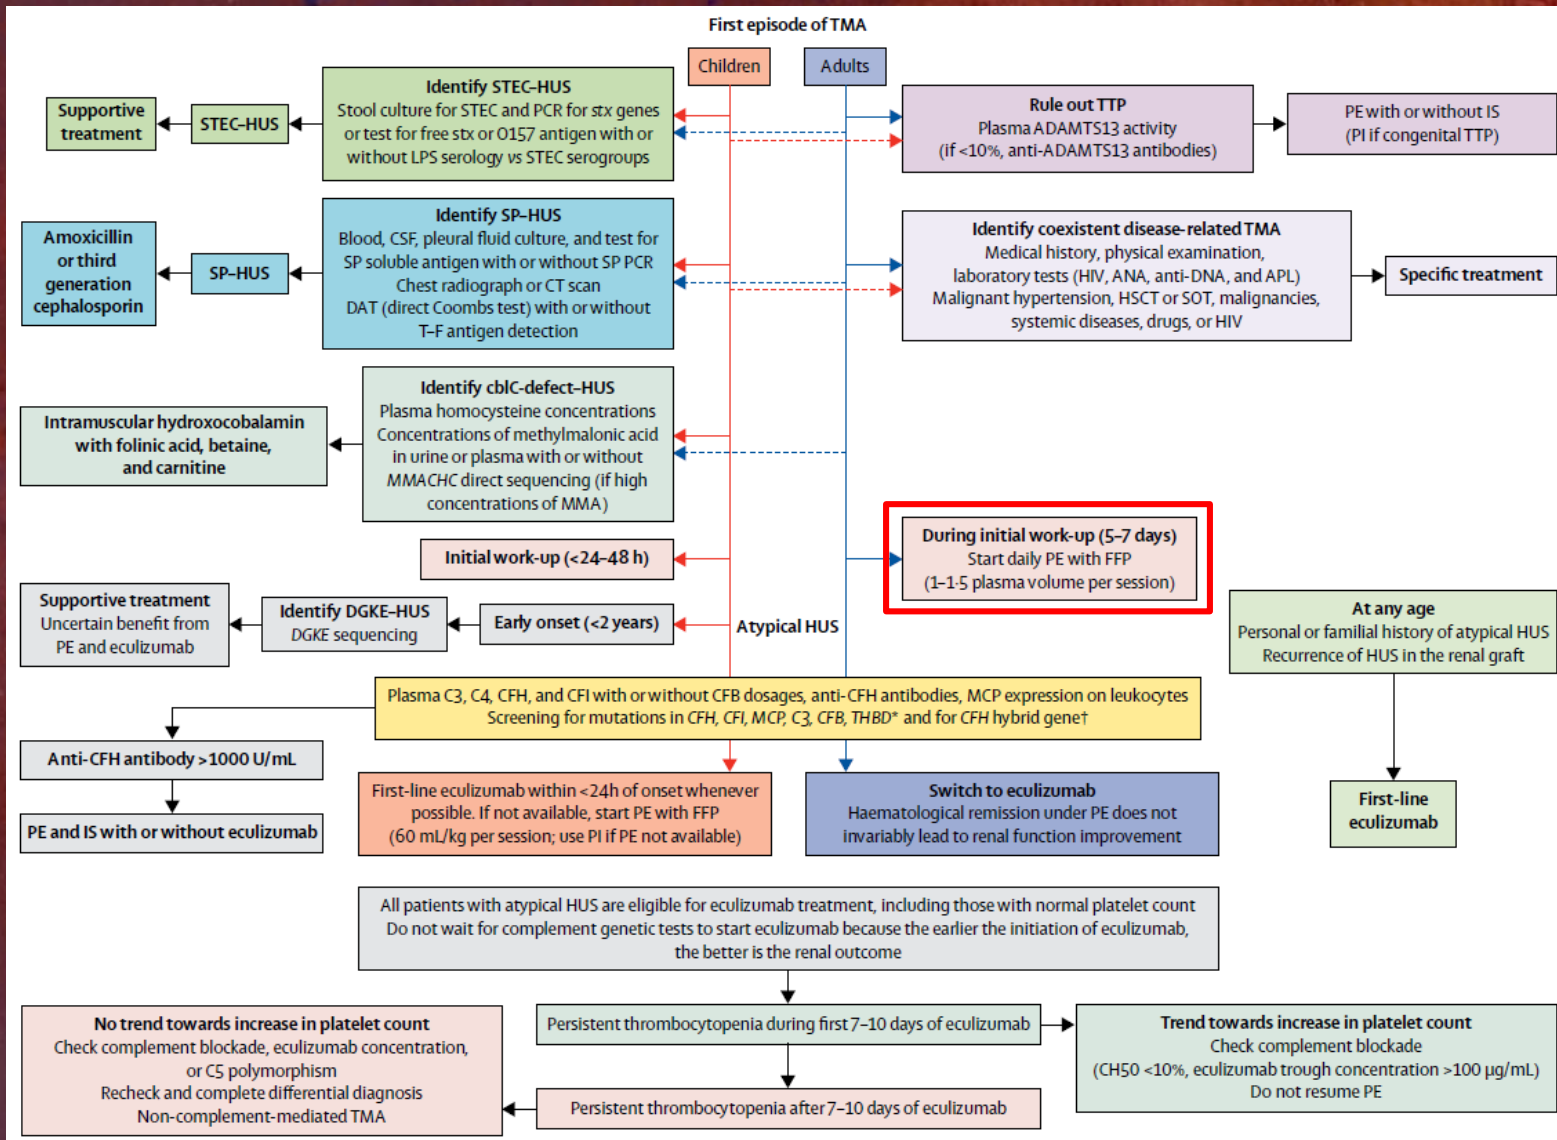 First episode of TMA
Children
Adults
Identify STEC–HUS
Stool culture for STEC and PCR for stx genes
or test for free stx or O157 antigen with or
without LPS serology vs STEC serogroups
STEC–HUS
Supportive
treatment
Rule out TTP
Plasma ADAMTS13 activity
(if <10%, anti-ADAMTS13 antibodies)
PE with or without IS
(PI if congenital TTP)
Identify SP–HUS
Blood, CSF, pleural fluid culture, and test for
SP soluble antigen with or without SP PCR
Chest radiograph or CT scan
DAT (direct Coombs test) with or without
T–F antigen detection
SP–HUS
Amoxicillin
or third
generation
cephalosporin
Identify coexistent disease-related TMA
Medical history, physical examination,
laboratory tests (HIV, ANA, anti-DNA, and APL)
Malignant hypertension, HSCT or SOT, malignancies,
systemic diseases, drugs, or HIV
Specific treatment
Identify cblC-defect–HUS
Plasma homocysteine concentrations
Concentrations of methylmalonic acid
in urine or plasma with or without
MMACHC direct sequencing (if high
concentrations of MMA)
Intramuscular hydroxocobalamin
with folinic acid, betaine,
and carnitine
Initial work-up (<24–48 h)
During initial work-up (5–7 days)
Start daily PE with FFP
(1–1·5 plasma volume per session)
Early onset (<2 years)
Identify DGKE–HUS
DGKE sequencing
Supportive treatment
Uncertain benefit from
PE and eculizumab
Atypical HUS
At any age
Personal or familial history of atypical HUS
Recurrence of HUS in the renal graft
First-line
eculizumab
Plasma C3, C4, CFH, and CFI with or without CFB dosages, anti-CFH antibodies, MCP expression on leukocytes
Screening for mutations in CFH, CFI, MCP, C3, CFB, THBD* and for CFH hybrid gene†
Anti-CFH antibody >1000 U/mL
PE and IS with or without eculizumab
First-line eculizumab within <24h of onset whenever
possible. If not available, start PE with FFP
(60 mL/kg per session; use PI if PE not available)
Switch to eculizumab
Haematological remission under PE does not
invariably lead to renal function improvement
All patients with atypical HUS are eligible for eculizumab treatment, including those with normal platelet count
Do not wait for complement genetic tests to start eculizumab because the earlier the initiation of eculizumab,
the better is the renal outcome
Persistent thrombocytopenia during first 7–10 days of eculizumab
Trend towards increase in platelet count
Check complement blockade
(CH50 <10%, eculizumab trough concentration >100 µg/mL)
Do not resume PE
Persistent thrombocytopenia after 7–10 days of eculizumab
No trend towards increase in platelet count
Check complement blockade, eculizumab concentration,
or C5 polymorphism
Recheck and complete differential diagnosis
Non-complement-mediated TMA